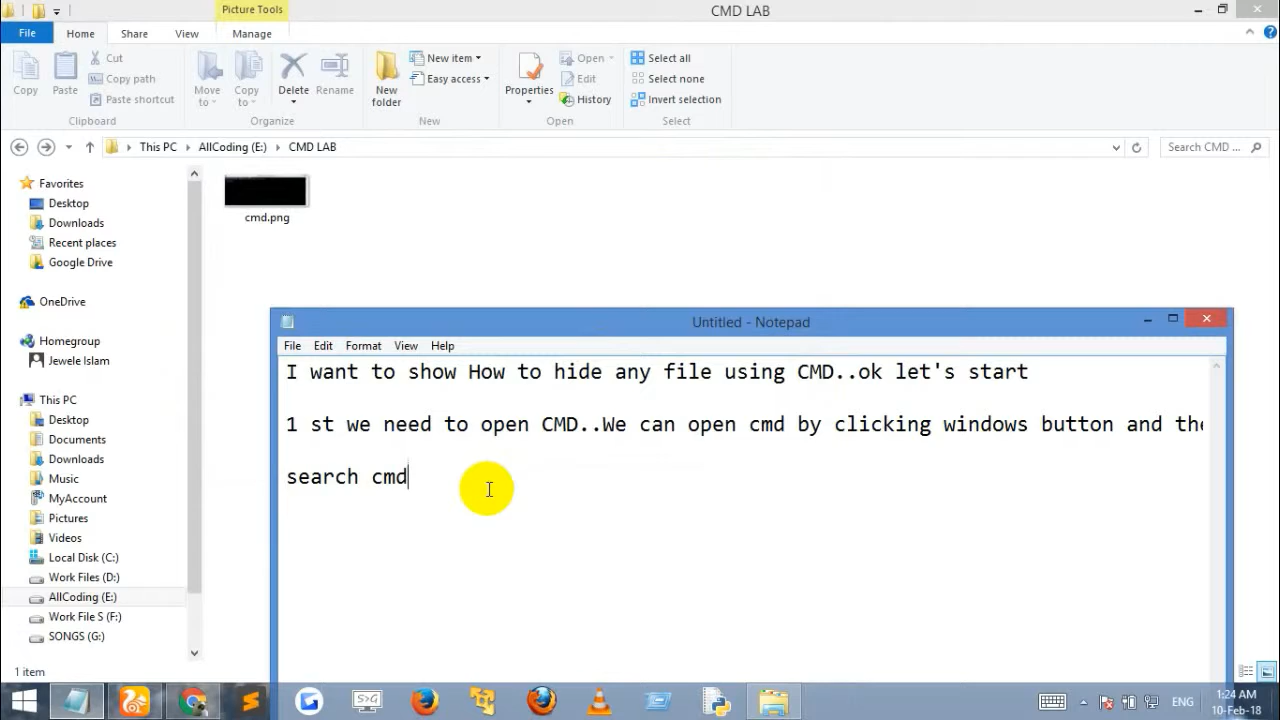 Picture Tools
CMD LAB
File
Home
Share
View
Manage
Copy
Paste
Cut
Copy path
Paste shortcut
Move to
Copy to
Delete
Rename
New folder
New item
Easy access
Properties
Open
Edit
History
Select all
Select none
Invert selection
Clipboard
Organize
New
Open
Select
This PC
AllCoding (E:)
CMD LAB
Search CMD ...
Favorites
Desktop
Downloads
Recent places
Google Drive
OneDrive
Homegroup
Jewele Islam
This PC
Desktop
Documents
Downloads
Music
MyAccount
Pictures
Videos
Local Disk (C:)
Work Files (D:)
AllCoding (E:)
Work File S (F:)
SONGS (G:)
1 item
cmd.png
Untitled - Notepad
File Edit Format View Help
I want to show How to hide any file using CMD..ok let's start
1 st we need to open CMD..We can open cmd by clicking windows button and the
search cmd
S>G
ENG
1:24 AM
10-Feb-18